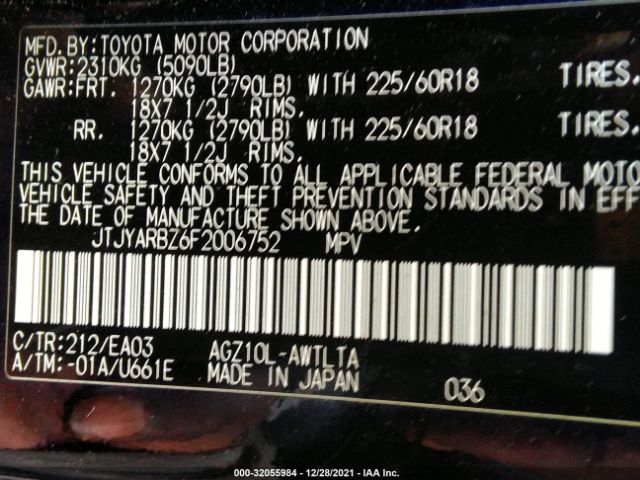 MFD.BY:TOYOTA MOTOR CORPORATION
GVWR:2310KG (5090LB)
GAWR:FRT. 1270KG (2790LB) WITH 225/60R18 TIRES.
18X7 1/2J RIMS.
RR. 1270KG (2790LB) WITH 225/60R18 TIRES.
18X7 1/2J RIMS.
THIS VEHICLE CONFORMS TO ALL APPLICABLE FEDERAL MOTO
VEHICLE SAFETY AND THEFT PREVENTION STANDARDS IN EFF
THE DATE OF MANUFACTURE SHOWN ABOVE.
JTJYARBZ6F2006752 MPV
C/TR:212/EA03 AGZ10L-AWTLTA
A/TM:-01A/U661E MADE IN JAPAN 036
000-32055984 - 12/28/2021 - IAA Inc.